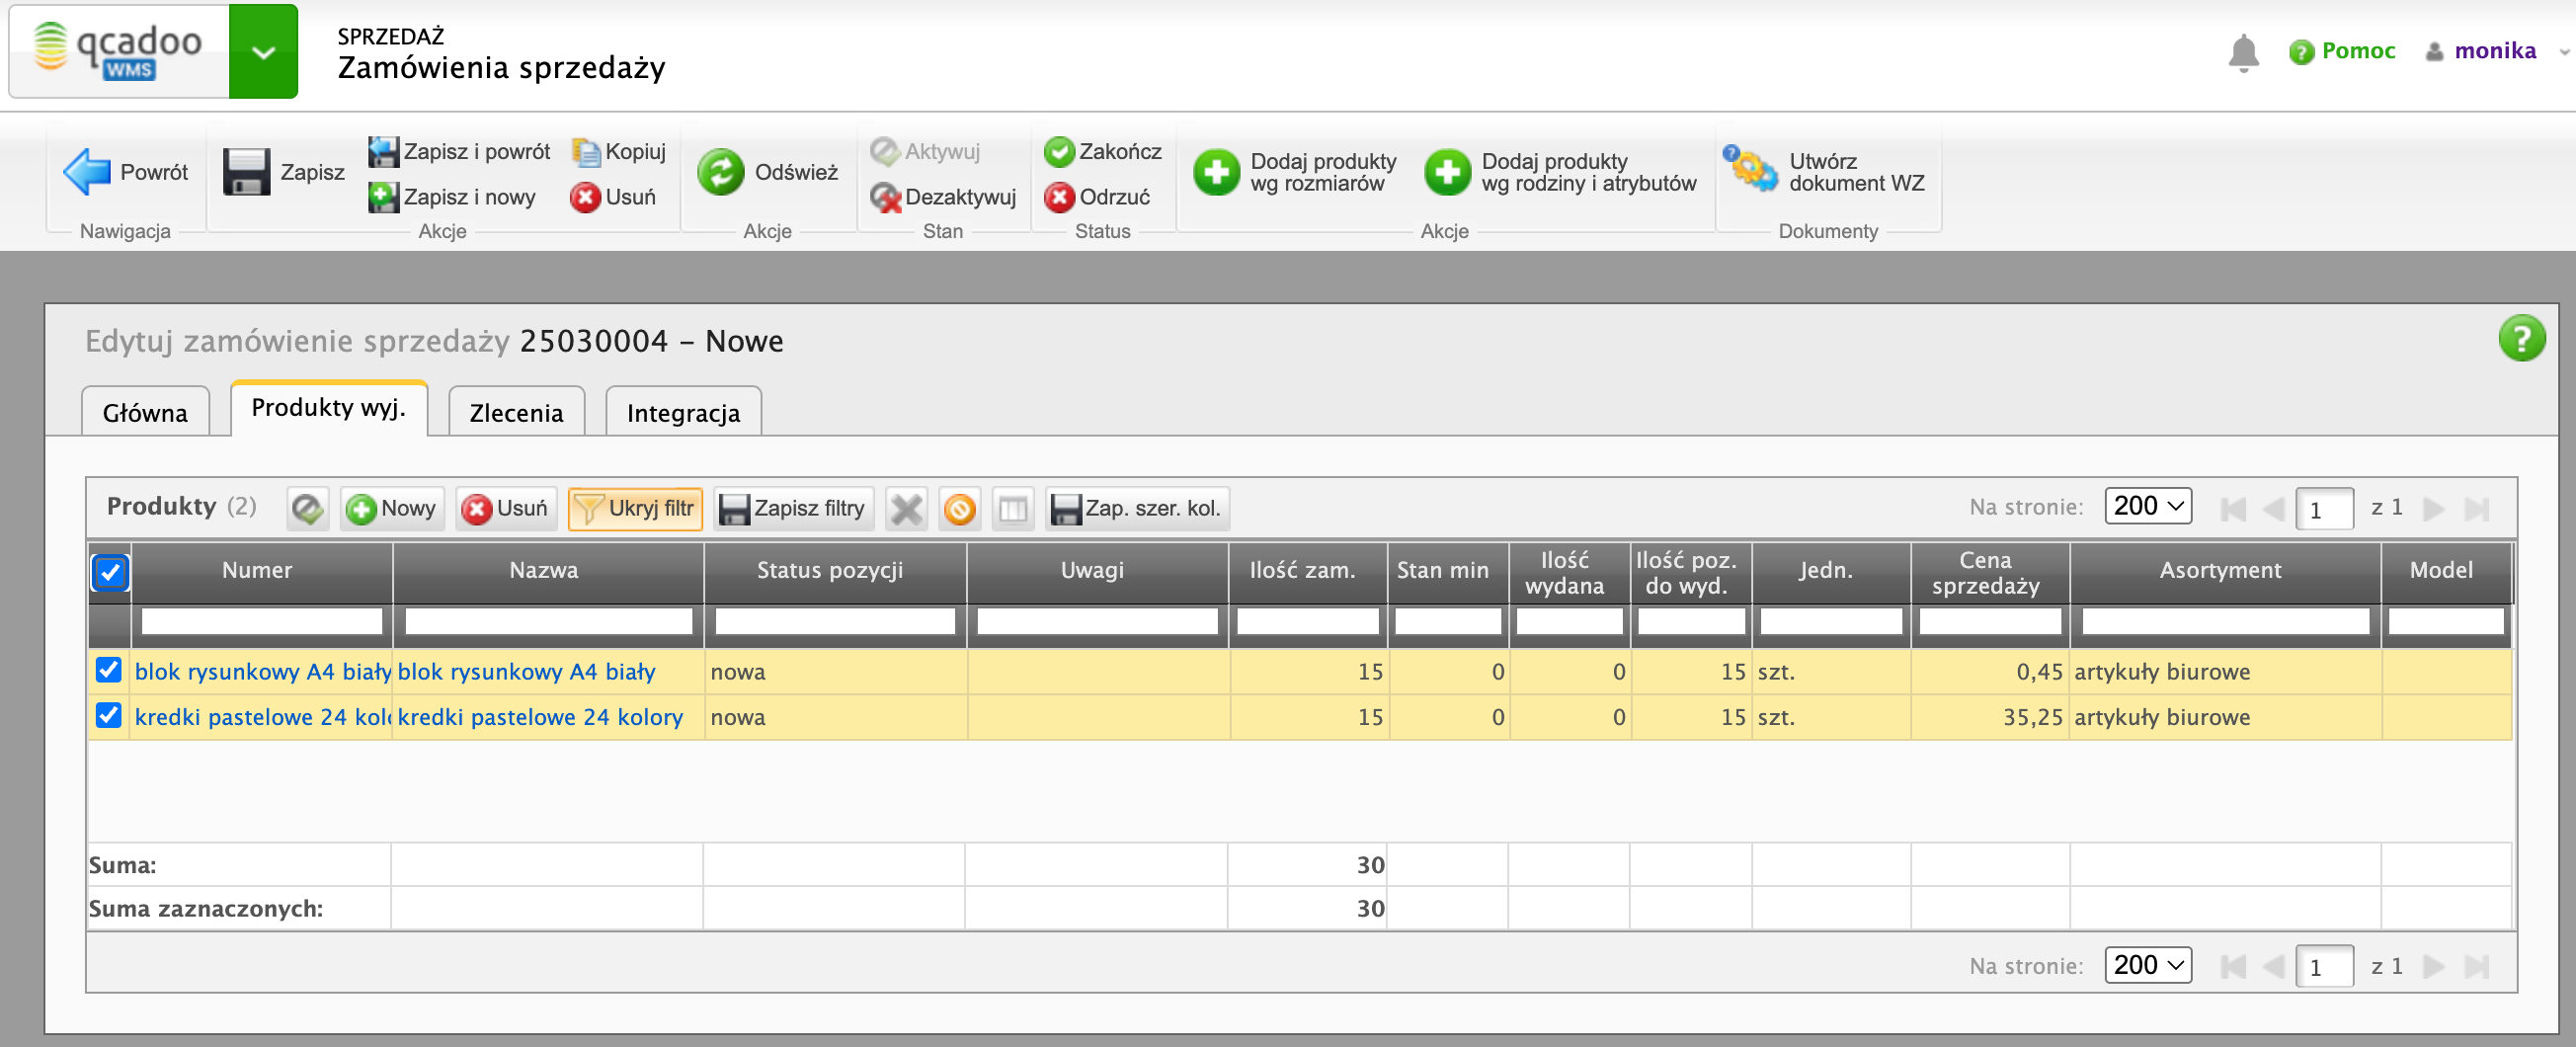 qcadoo
WMS
SPRZEDAŻ
Zamówienia sprzedaży
Pomoc
monika
Powrót
Nawigacja
Zapisz
Zapisz i powrót
Zapisz i nowy
Kopiuj
Usuń
Akcje
Odśwież
Akcje
Aktywuj
Dezaktywuj
Stan
Zakończ
Odrzuć
Status
Dodaj produkty
wg rozmiarów
Dodaj produkty
wg rodziny i atrybutów
Akcje
Utwórz
dokument WZ
Dokumenty
Edytuj zamówienie sprzedaży 25030004 – Nowe
?
Główna Produkty wyj. Zlecenia Integracja
Produkty (2) Nowy Usuń Ukryj filtr Zapisz filtry Zap. szer. kol. Na stronie: 200 1 z 1
Numer Nazwa Status pozycji Uwagi Ilość zam. Stan min Ilość wydana Ilość poz. do wyd. Jedn. Cena sprzedaży Asortyment Model
blok rysunkowy A4 biały blok rysunkowy A4 biały nowa 15 0 0 15 szt. 0,45 artykuły biurowe
kredki pastelowe 24 kolo kredki pastelowe 24 kolory nowa 15 0 0 15 szt. 35,25 artykuły biurowe
Suma: 30
Suma zaznaczonych: 30
Na stronie: 200 1 z 1